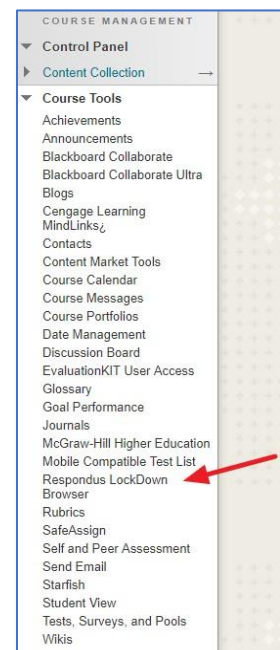 COURSE MANAGEMENT
Control Panel
Content Collection
Course Tools
Achievements
Announcements
Blackboard Collaborate
Blackboard Collaborate Ultra
Blogs
Cengage Learning
MindLinks¿
Contacts
Content Market Tools
Course Calendar
Course Messages
Course Portfolios
Date Management
Discussion Board
EvaluationKIT User Access
Glossary
Goal Performance
Journals
McGraw-Hill Higher Education
Mobile Compatible Test List
Respondus LockDown
Browser
Rubrics
SafeAssign
Self and Peer Assessment
Send Email
Starfish
Student View
Tests, Surveys, and Pools
Wikis